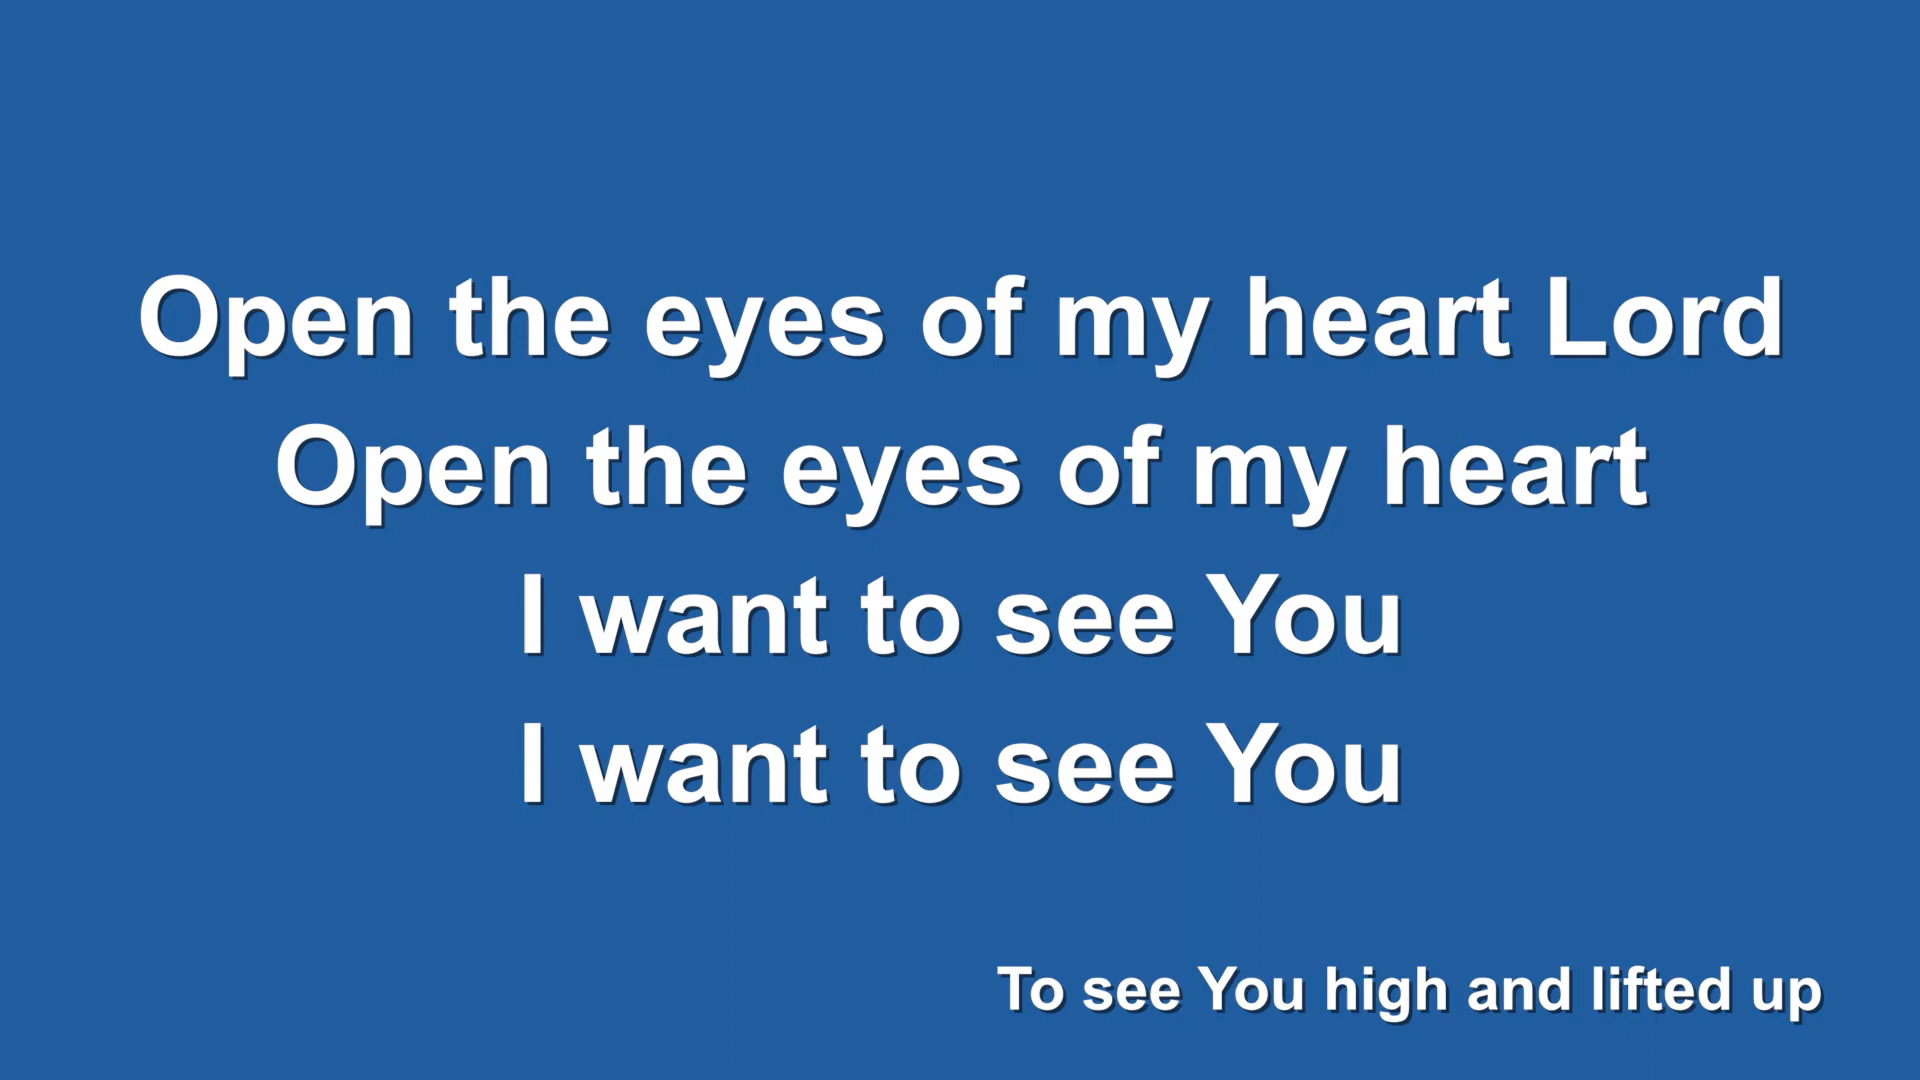 Open the eyes of my heart Lord
Open the eyes of my heart
I want to see You
I want to see You
To see You high and lifted up